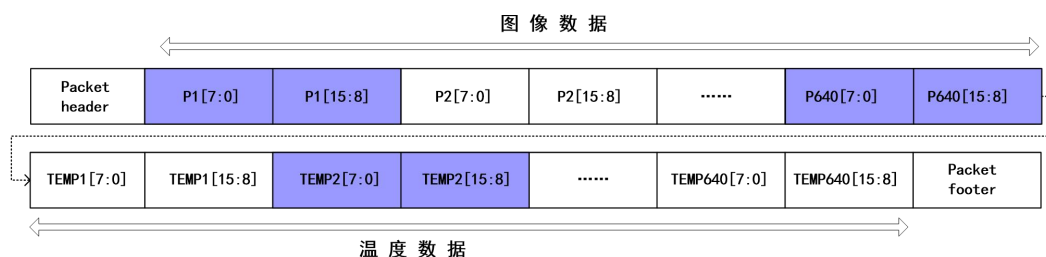 图像数据
Packet header
P1[7:0]
P1[15:8]
P2[7:0]
P2[15:8]
······
P640[7:0]
P640[15:8]
TEMP1[7:0]
TEMP1[15:8]
TEMP2[7:0]
TEMP2[15:8]
······
TEMP640[7:0]
TEMP640[15:8]
Packet footer
温度数据